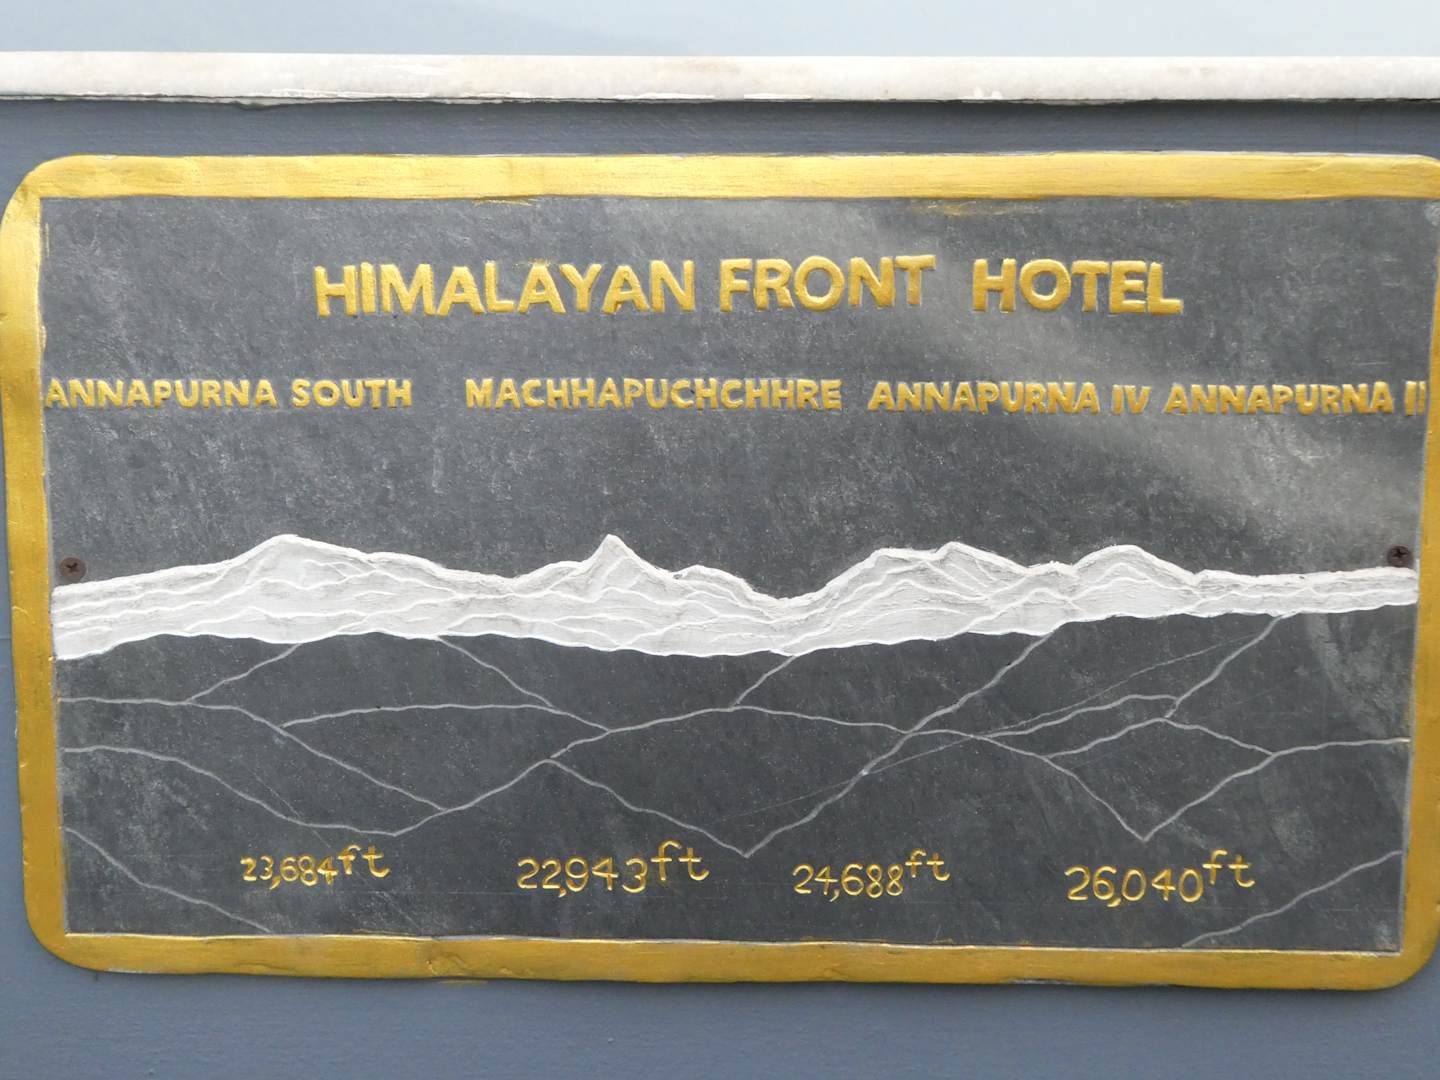 HIMALAYAN FRONT HOTEL
ANNAPURNA SOUTH MACHHAPUCHCHHRE ANNAPURNA IV ANNAPURNA II
23,684ft 22,943ft 24,688ft 26,040ft